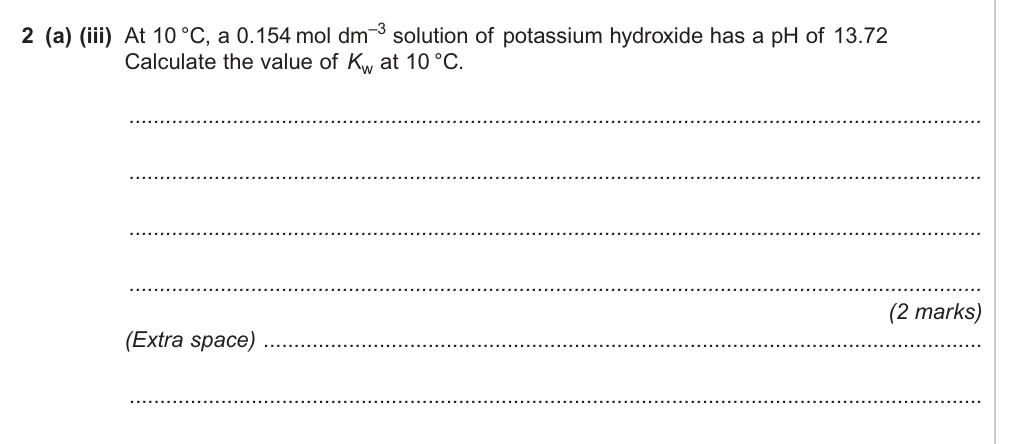 2 (a) (iii) At 10 °C, a 0.154 mol dm⁻³ solution of potassium hydroxide has a pH of 13.72
Calculate the value of Kw at 10 °C.
(2 marks)
(Extra space)